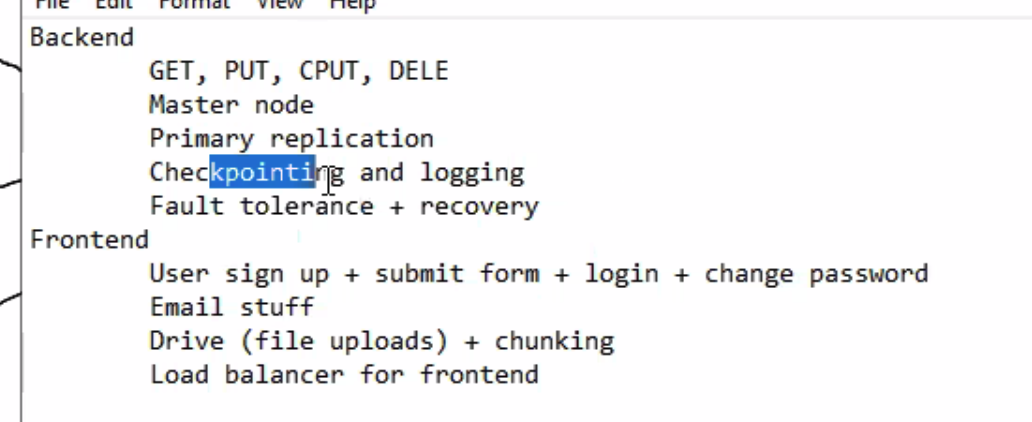 File Edit Format View Help
Backend
GET, PUT, CPUT, DELE
Master node
Primary replication
Checkpointing and logging
Fault tolerance + recovery
Frontend
User sign up + submit form + login + change password
Email stuff
Drive (file uploads) + chunking
Load balancer for frontend